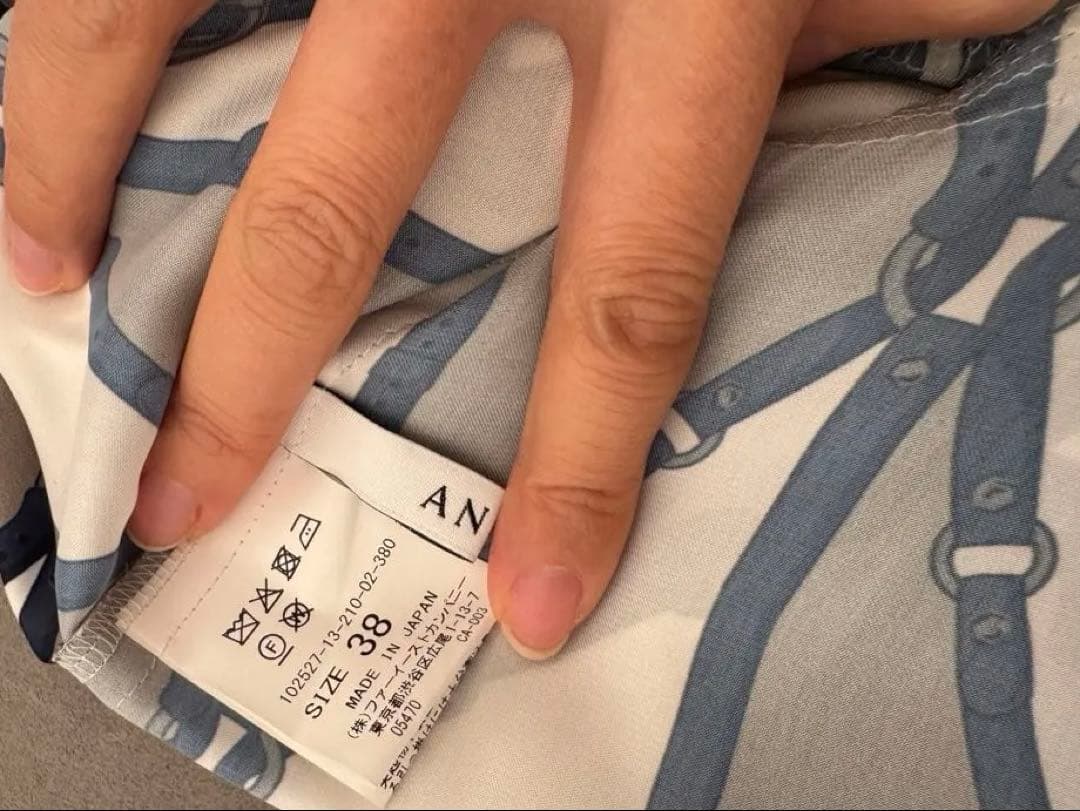 AN
F
W
102527-13-210-02-380
SIZE 38
MADE IN JAPAN
(株)ファーイーストカンパニー
東京都渋谷区広尾1-13-7
05470 CA-003